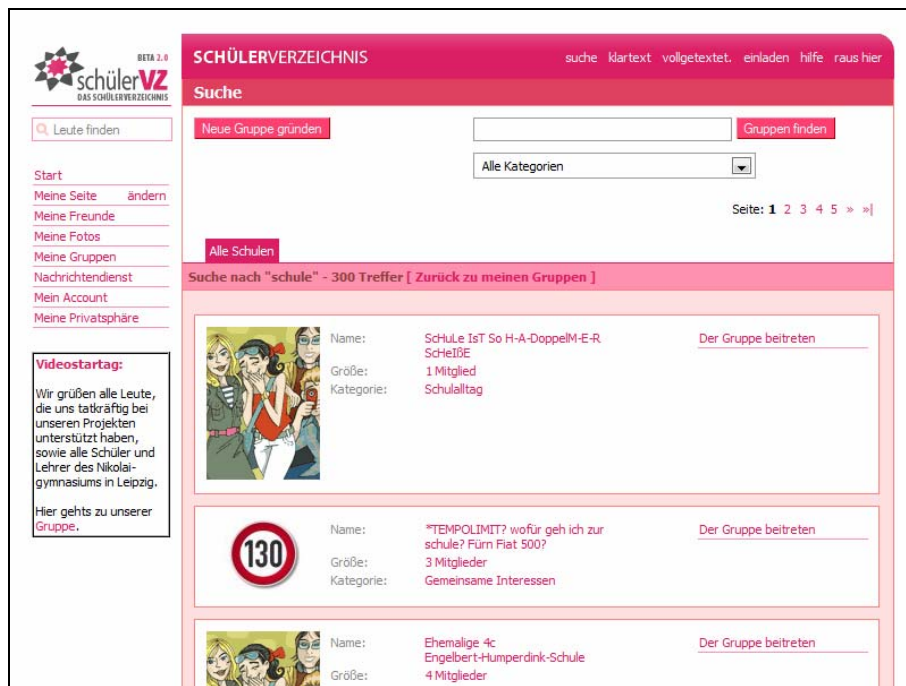 BETA 2.0
schülerVZ
DAS SCHÜLERVERZEICHNIS
SCHÜLERVERZEICHNIS
suche klartext vollgetextet. einladen hilfe raus hier
Suche
Leute finden
Neue Gruppe gründen
Gruppen finden
Alle Kategorien
Start
Meine Seite ändern
Meine Freunde
Meine Fotos
Meine Gruppen
Nachrichtendienst
Mein Account
Meine Privatsphäre
Seite: 1 2 3 4 5 » »|
Alle Schulen
Suche nach "schule" - 300 Treffer [ Zurück zu meinen Gruppen ]
Videostartag:
Wir grüßen alle Leute,
die uns tatkräftig bei
unseren Projekten
unterstützt haben,
sowie alle Schüler und
Lehrer des Nikolai-
gymnasiums in Leipzig.
Hier gehts zu unserer
Gruppe.
Name: ScHuLe IsT So H-A-DoppelM-E-R
ScHeIßE
Der Gruppe beitreten
Größe: 1 Mitglied
Kategorie: Schulalltag
130
Name: *TEMPOLIMIT? wofür geh ich zur
schule? Fürn Fiat 500?
Der Gruppe beitreten
Größe: 3 Mitglieder
Kategorie: Gemeinsame Interessen
Name: Ehemalige 4c
Engelbert-Humperdink-Schule
Der Gruppe beitreten
Größe: 4 Mitglieder